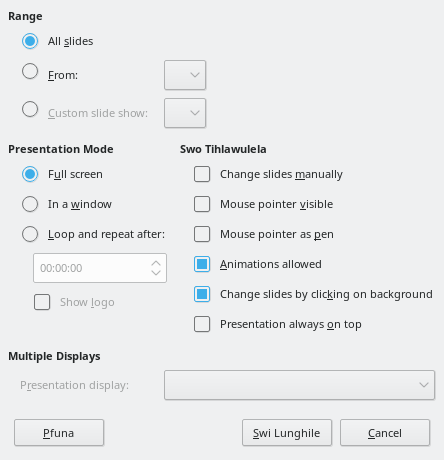 Range
All slides
From:
Custom slide show:
Presentation Mode
Swo Tihlawulela
Full screen
Change slides manually
In a window
Mouse pointer visible
Loop and repeat after:
Mouse pointer as pen
00:00:00
Animations allowed
Show logo
Change slides by clicking on background
Presentation always on top
Multiple Displays
Presentation display:
Pfuna
Swi Lunghile
Cancel